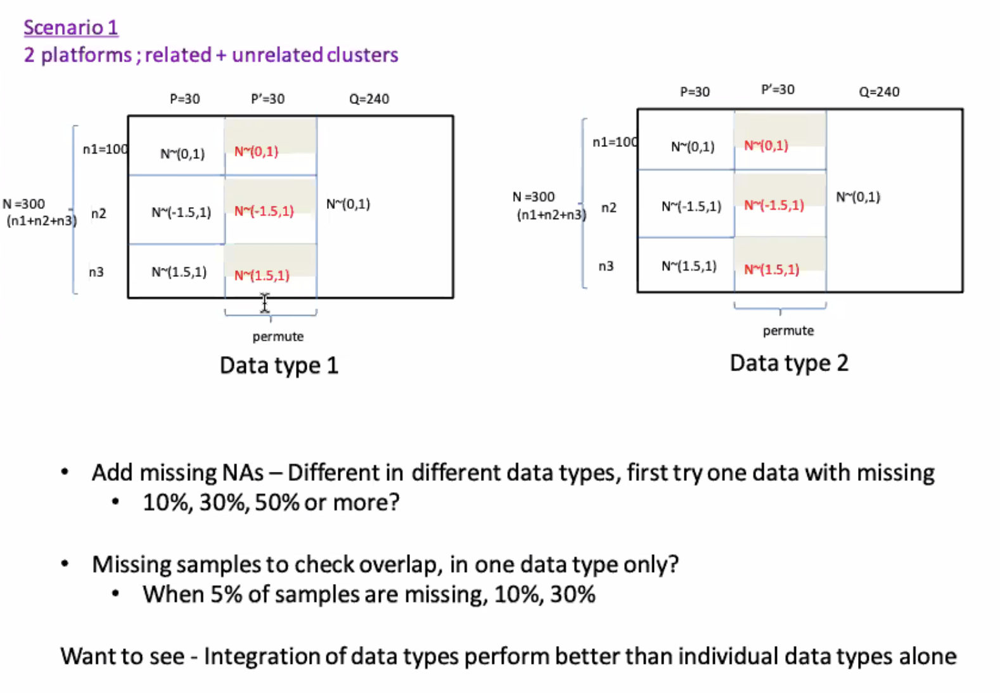 Scenario 1
2 platforms ; related + unrelated clusters
P=30 P'=30 Q=240
n1=100 N~(0,1) N~(0,1)
N =300
(n1+n2+n3)
n2 N~(-1.5,1) N~(-1.5,1) N~(0,1)
n3 N~(1.5,1) N~(1.5,1)
permute
Data type 1
P=30 P'=30 Q=240
n1=100 N~(0,1) N~(0,1)
N =300
(n1+n2+n3)
n2 N~(-1.5,1) N~(-1.5,1) N~(0,1)
n3 N~(1.5,1) N~(1.5,1)
permute
Data type 2
• Add missing NAs – Different in different data types, first try one data with missing
• 10%, 30%, 50% or more?
• Missing samples to check overlap, in one data type only?
• When 5% of samples are missing, 10%, 30%
Want to see - Integration of data types perform better than individual data types alone